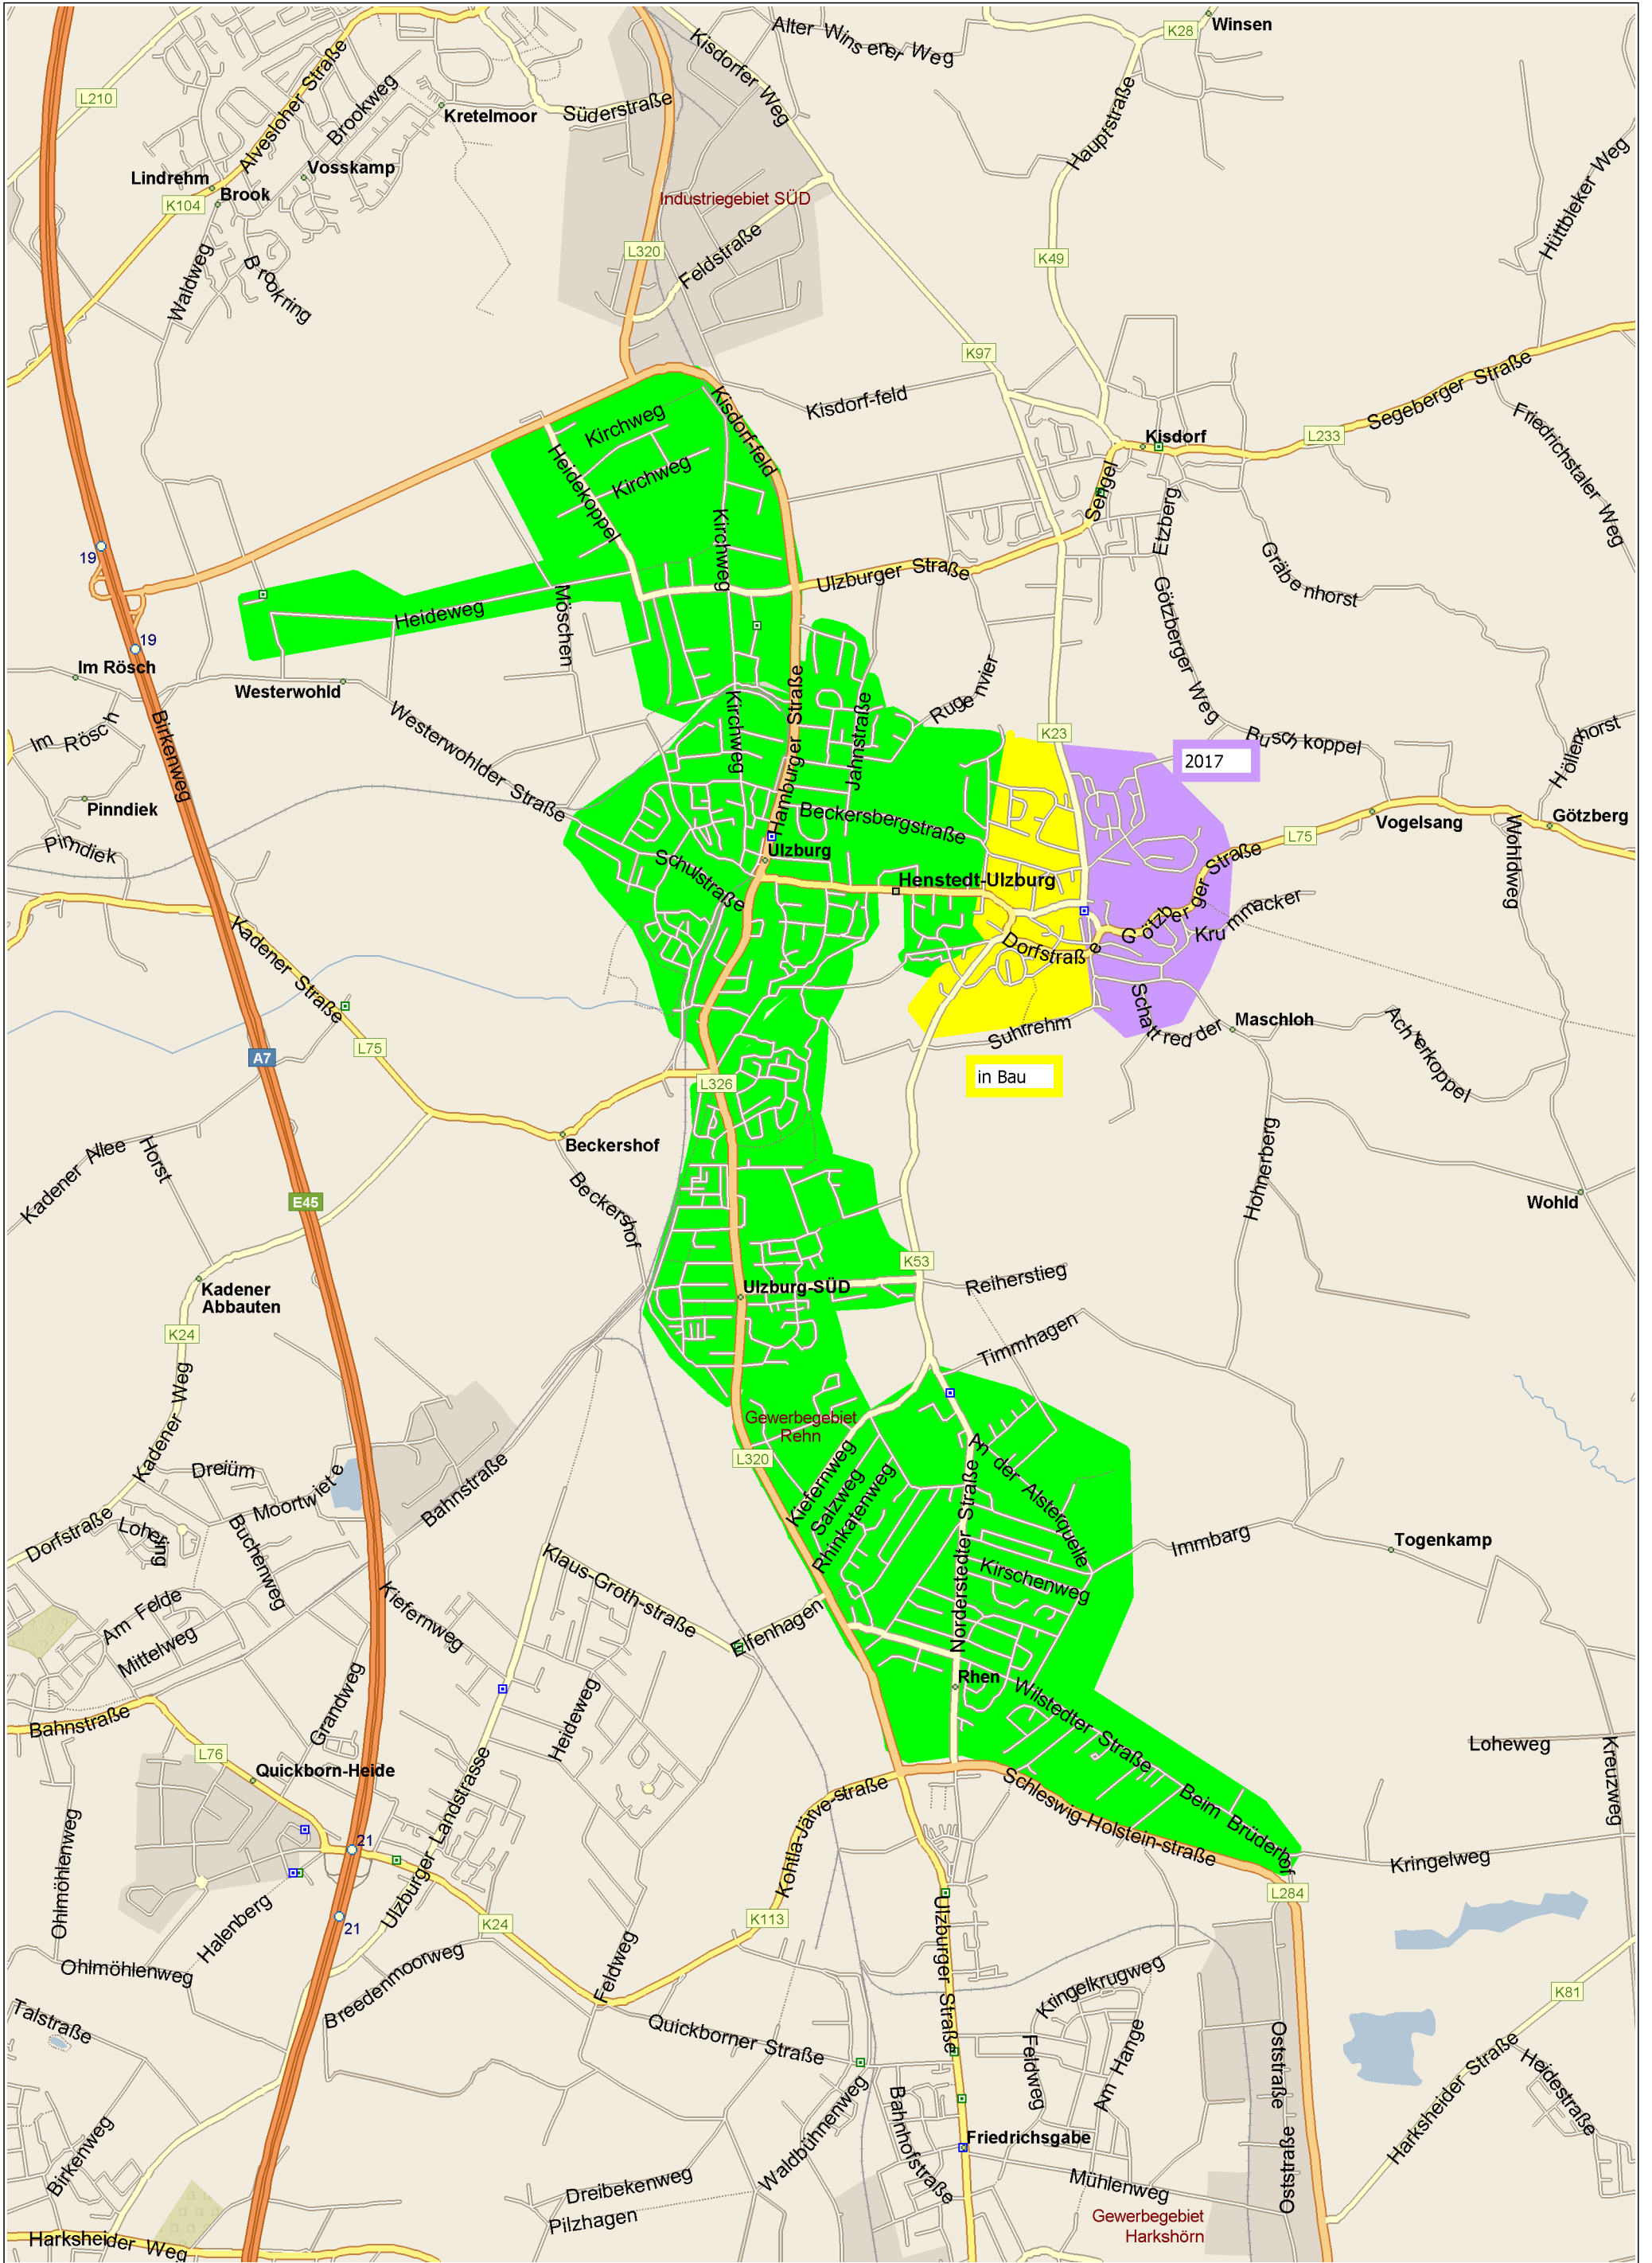 Alter Winsener Weg
K28
Winsen
Kisdorfer Weg
L210
Alvesloher Straße
Brookweg
Kretelmoor
Süderstraße
Hauptstraße
Hüttbleker Weg
Lindrehm
Vosskamp
Brook
K104
Industriegebiet SÜD
Waldweg
Brookring
L320
Feldstraße
K49
K97
Kisdorf-feld
Segeberger Straße
Kirchweg
Kisdorf-feld
Kisdorf
L233
Friedrichstaler Weg
Heidekoppel
Kirchweg
Sengel
Etzberg
Kirchweg
19
Ulzburger Straße
Gräbenhorst
Heideweg
Möschen
Götzberger Weg
19
Im Rösch
Westerwohld
Rugenvier
Im Rösch
Birkenweg
Westerwohlder Straße
Kirchweg
Hamburger Straße
Jahnstraße
K23
Buschkoppel
Höllenhorst
2017
Pinndiek
Pinndiek
Beckersbergstraße
Vogelsang
Götzberg
L75
Wohldweg
Schulstraße
Ulzburg
Henstedt-Ulzburg
Götzberger Straße
Krummacker
Kadener Straße
Dorfstraße
Schattredder
Maschloh
Achterkoppel
Suhrrehm
L75
A7
in Bau
L326
Kadener Allee
Horst
Beckershof
Beckershof
Hohnerberg
E45
Wohld
K53
Kadener
Abbauten
Ulzburg-SÜD
Reiherstieg
K24
Timmhagen
Kadener Weg
Gewerbegebiet
Rehn
L320
Dreiüm
Moortwiete
Bahnstraße
Kiefernweg
Salzweg
Rhinkatenweg
An der Alsterquelle
Dorfstraße
Lohering
Buchenweg
Norderstedter Straße
Immbarg
Togenkamp
Klaus-Groth-straße
Kirschenweg
Am Felde
Kiefernweg
Elfenhagen
Mittelweg
Grandweg
Rhen
Heideweg
Wilstedter Straße
Bahnstraße
Loheweg
Kreuzweg
L76
Quickborn-Heide
Schleswig-Holstein-straße
Beim Brüderhof
Kohtla-Järve-straße
Ohlmöhlenweg
21
Ulzburger Landstrasse
Kringelweg
L284
Halenberg
21
K24
K113
Ulzburger Straße
Ohlmöhlenweg
Breedenmoorweg
Feldweg
Kringelkrugweg
K81
Talstraße
Quickborner Straße
Feldweg
Am Hange
Oststraße
Harksheider Straße
Heidestraße
Birkenweg
Waldbühnenweg
Bahnhofstraße
Friedrichsgabe
Dreibekenweg
Mühlenweg
Oststraße
Pilzhagen
Gewerbegebiet
Harkshörn
Harksheider Weg